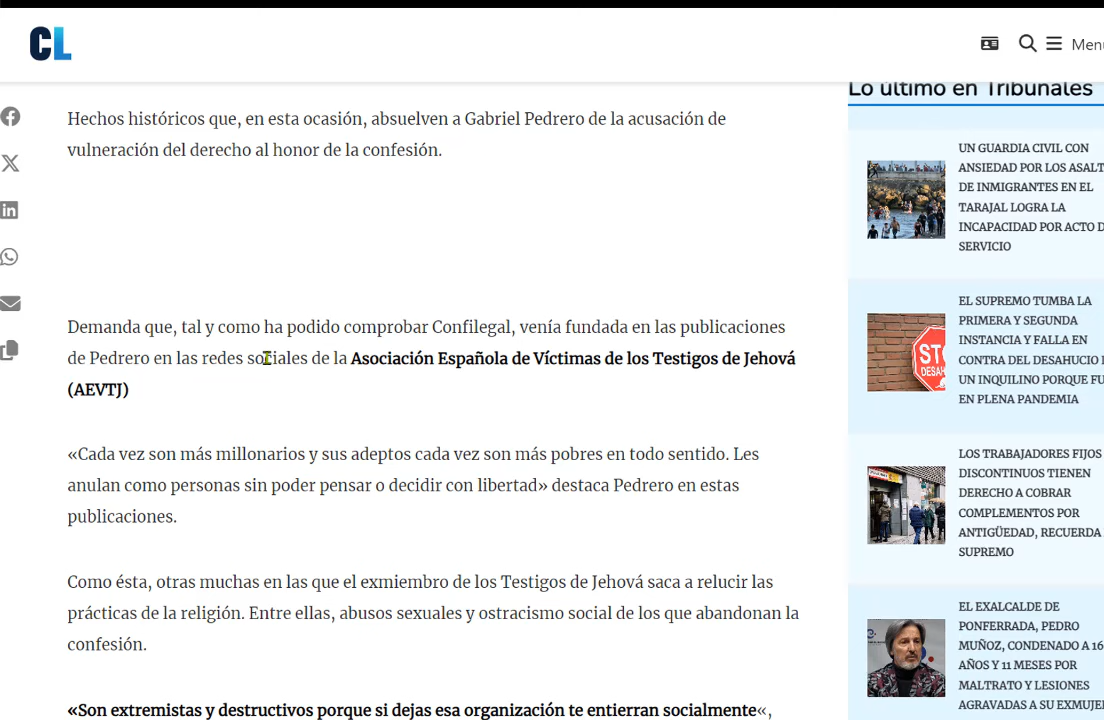 CL
Menú
Hechos históricos que, en esta ocasión, absuelven a Gabriel Pedrero de la acusación de
vulneración del derecho al honor de la confesión.
Demanda que, tal y como ha podido comprobar Confilegal, venía fundada en las publicaciones
de Pedrero en las redes sociales de la Asociación Española de Víctimas de los Testigos de Jehová
(AEVTJ)
«Cada vez son más millonarios y sus adeptos cada vez son más pobres en todo sentido. Les
anulan como personas sin poder pensar o decidir con libertad» destaca Pedrero en estas
publicaciones.
Como ésta, otras muchas en las que el exmiembro de los Testigos de Jehová saca a relucir las
prácticas de la religión. Entre ellas, abusos sexuales y ostracismo social de los que abandonan la
confesión.
«Son extremistas y destructivos porque si dejas esa organización te entierran socialmente«,
Lo último en Tribunales
UN GUARDIA CIVIL CON
ANSIEDAD POR LOS ASALT
DE INMIGRANTES EN EL
TARAJAL LOGRA LA
INCAPACIDAD POR ACTO D
SERVICIO
EL SUPREMO TUMBA LA
PRIMERA Y SEGUNDA
INSTANCIA Y FALLA EN
CONTRA DEL DESAHUCIO
UN INQUILINO PORQUE FU
EN PLENA PANDEMIA
STO
DESAH
LOS TRABAJADORES FIJOS
DISCONTINUOS TIENEN
DERECHO A COBRAR
COMPLEMENTOS POR
ANTIGÜEDAD, RECUERDA
SUPREMO
EL EXALCALDE DE
PONFERRADA, PEDRO
MUÑOZ, CONDENADO A 16
AÑOS Y 11 MESES POR
MALTRATO Y LESIONES
AGRAVADAS A SU EXMUJER